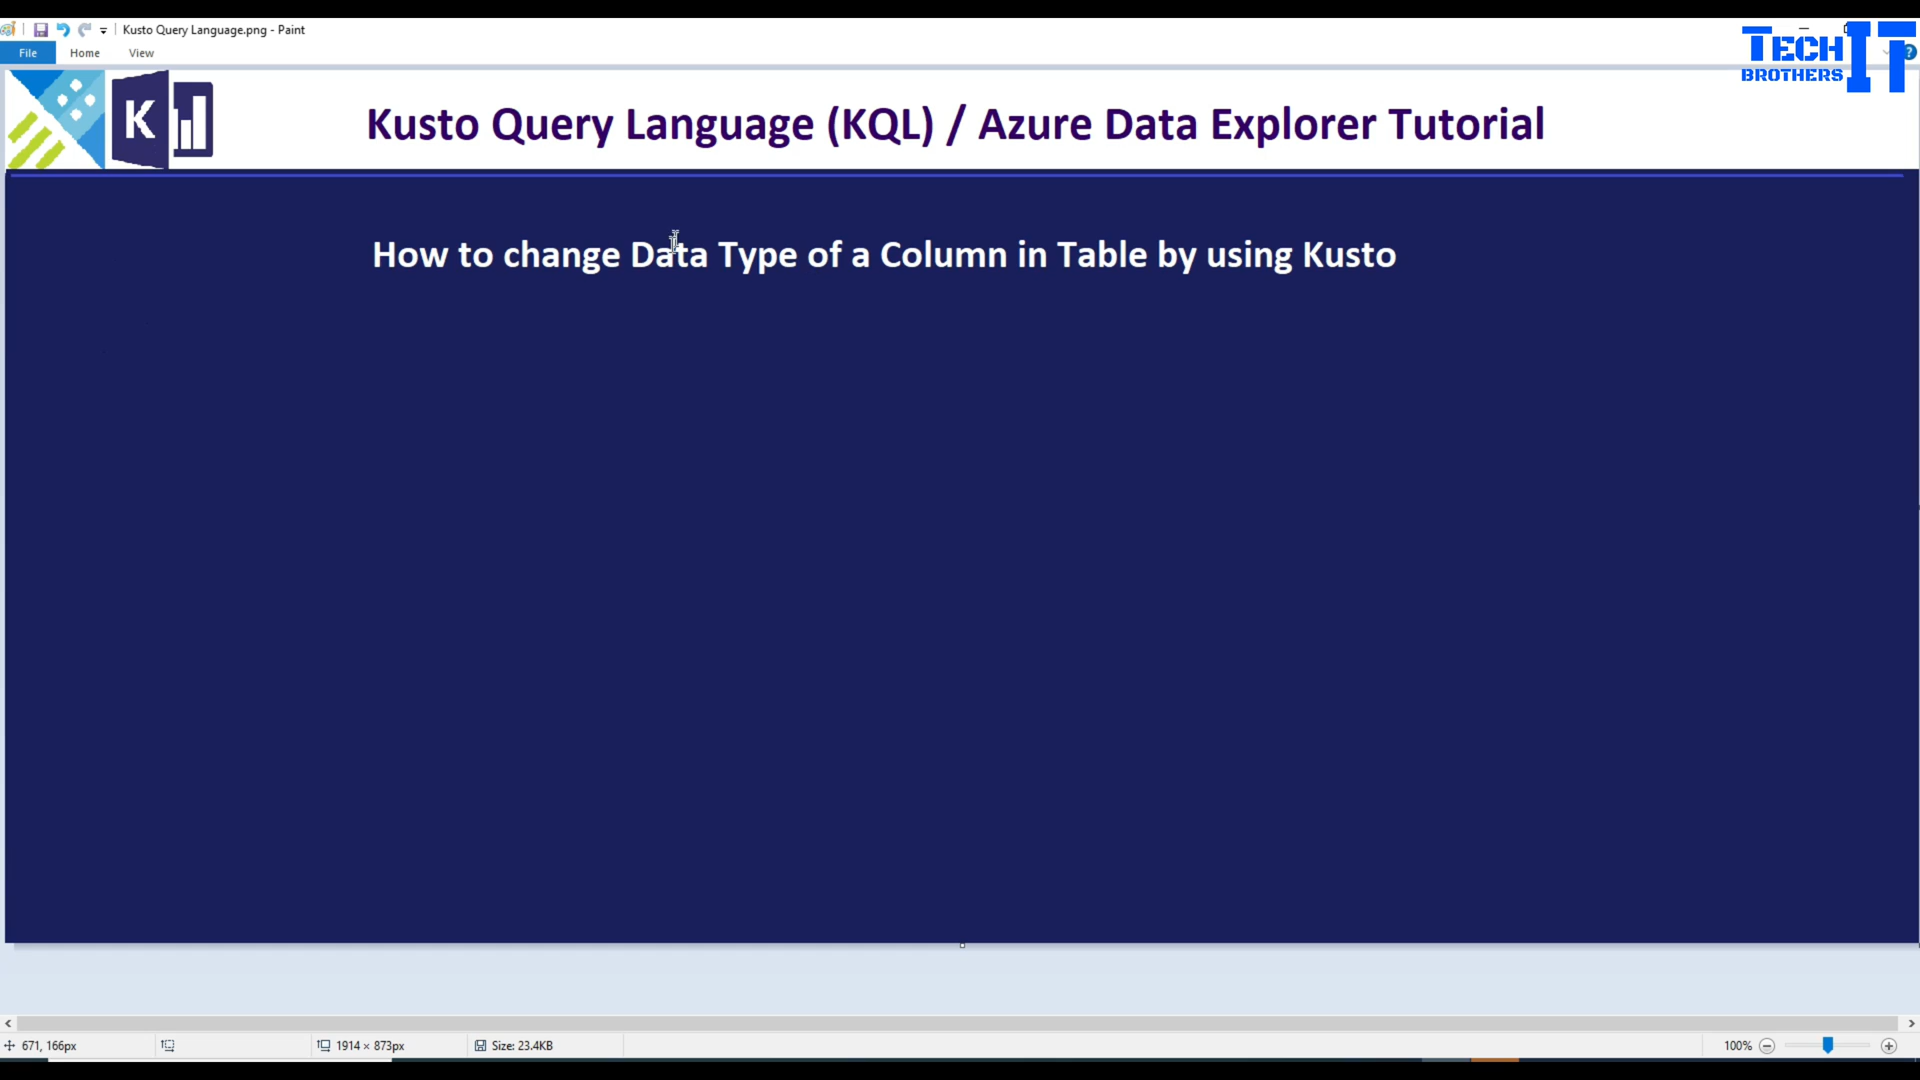 Kusto Query Language.png - Paint
TECH IT
BROTHERS
File Home View
K
Kusto Query Language (KQL) / Azure Data Explorer Tutorial
How to change Data Type of a Column in Table by using Kusto
671, 166px
1914 × 873px
Size: 23.4KB
100%